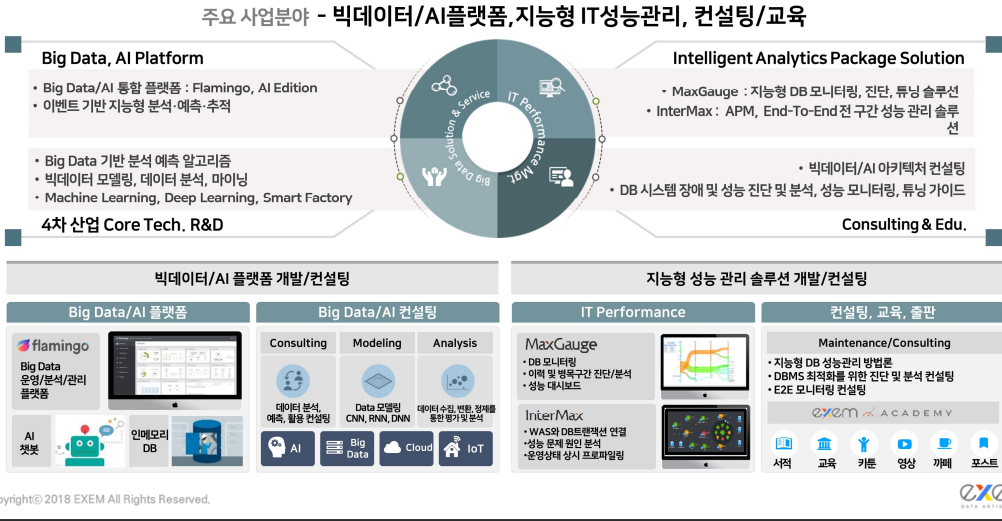 주요 사업분야 - 빅데이터/AI플랫폼,지능형 IT성능관리, 컨설팅/교육
Big Data, AI Platform
• Big Data/AI 통합 플랫폼 : Flamingo, AI Edition
• 이벤트 기반 지능형 분석·예측·추적
• Big Data 기반 분석 예측 알고리즘
• 빅데이터 모델링, 데이터 분석, 마이닝
• Machine Learning, Deep Learning, Smart Factory
4차 산업 Core Tech. R&D
Big Data Solution & Service
IT Performance Mgt.
Intelligent Analytics Package Solution
• MaxGauge : 지능형 DB 모니터링, 진단, 튜닝 솔루션
• InterMax : APM, End-To-End 전 구간 성능 관리 솔루
션
• 빅데이터/AI 아키텍처 컨설팅
• DB 시스템 장애 및 성능 진단 및 분석, 성능 모니터링, 튜닝 가이드
Consulting & Edu.
빅데이터/AI 플랫폼 개발/컨설팅
Big Data/AI 플랫폼
flamingo
Big Data
운영/분석/관리
플랫폼
AI
챗봇
인메모리
DB
Big Data/AI 컨설팅
Consulting
Modeling
Analysis
데이터 분석,
예측, 활용 컨설팅
Data 모델링
CNN, RNN, DNN
데이터 수집, 변환, 정제를
통한 평가 및 분석
AI
Big
Data
Cloud
IoT
지능형 성능 관리 솔루션 개발/컨설팅
IT Performance
MaxGauge
• DB 모니터링
• 이력 및 병목구간 진단/분석
• 성능 대시보드
InterMax
• WAS와 DB트랜잭션 연결
• 성능 문제 원인 분석
• 운영상태 상시 프로파일링
컨설팅, 교육, 출판
Maintenance/Consulting
• 지능형 DB 성능관리 방법론
• DBMS 최적화를 위한 진단 및 분석 컨설팅
• E2E 모니터링 컨설팅
exem ACADEMY
서적
교육
카툰
영상
까페
포스트
pyright© 2018 EXEM All Rights Reserved.
exe
DATA ARTIS